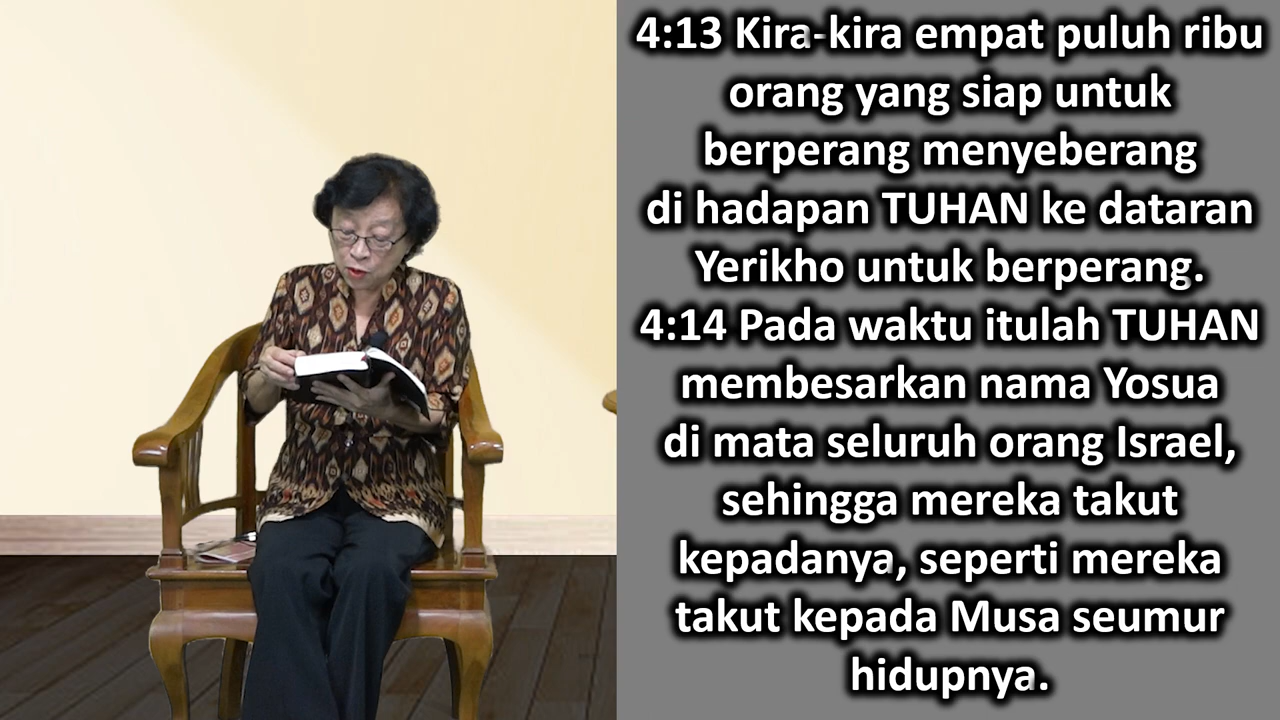 4:13 Kira-kira empat puluh ribu
orang yang siap untuk
berperang menyeberang
di hadapan TUHAN ke dataran
Yerikho untuk berperang.
4:14 Pada waktu itulah TUHAN
membesarkan nama Yosua
di mata seluruh orang Israel,
sehingga mereka takut
kepadanya, seperti mereka
takut kepada Musa seumur
hidupnya.